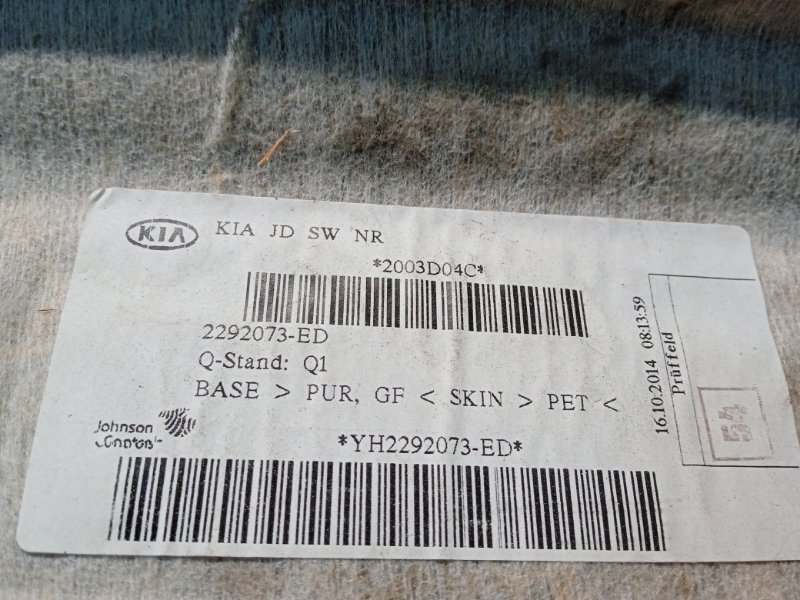 KIA
KIA JD SW NR
*2003D04C*
2292073-ED
Q-Stand: Q1
BASE > PUR, GF < SKIN > PET <
Johnson
Controls
*YH2292073-ED*
16.10.2014 08:13:59
Prüffeld
54